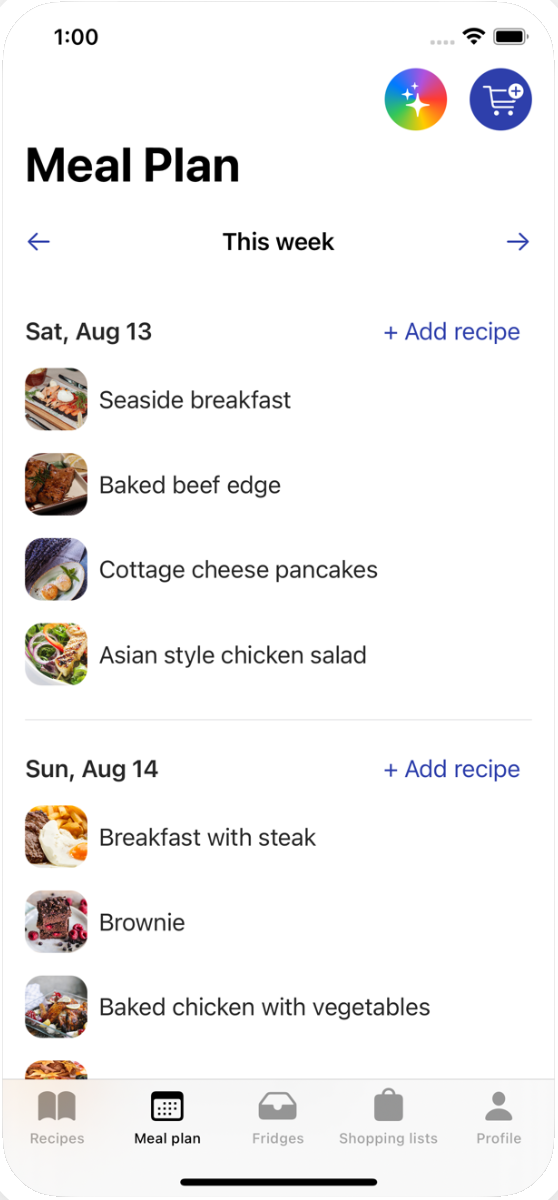 1:00
Meal Plan
This week
Sat, Aug 13
+ Add recipe
Seaside breakfast
Baked beef edge
Cottage cheese pancakes
Asian style chicken salad
Sun, Aug 14
+ Add recipe
Breakfast with steak
Brownie
Baked chicken with vegetables
Recipes
Meal plan
Fridges
Shopping lists
Profile